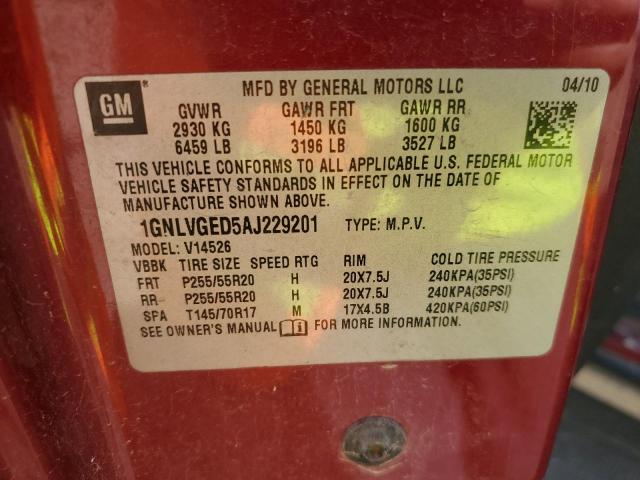 GM
MFD BY GENERAL MOTORS LLC 04/10
GVWR GAWR FRT GAWR RR
2930 KG 1450 KG 1600 KG
6459 LB 3196 LB 3527 LB
THIS VEHICLE CONFORMS TO ALL APPLICABLE U.S. FEDERAL MOTOR
VEHICLE SAFETY STANDARDS IN EFFECT ON THE DATE OF
MANUFACTURE SHOWN ABOVE.
1GNLVGED5AJ229201 TYPE: M.P.V.
MODEL: V14526
VBBK TIRE SIZE SPEED RTG RIM COLD TIRE PRESSURE
FRT P255/55R20 H 20X7.5J 240KPA(35PSI)
RR P255/55R20 H 20X7.5J 240KPA(35PSI)
SPA T145/70R17 M 17X4.5B 420KPA(60PSI)
SEE OWNER'S MANUAL FOR MORE INFORMATION.